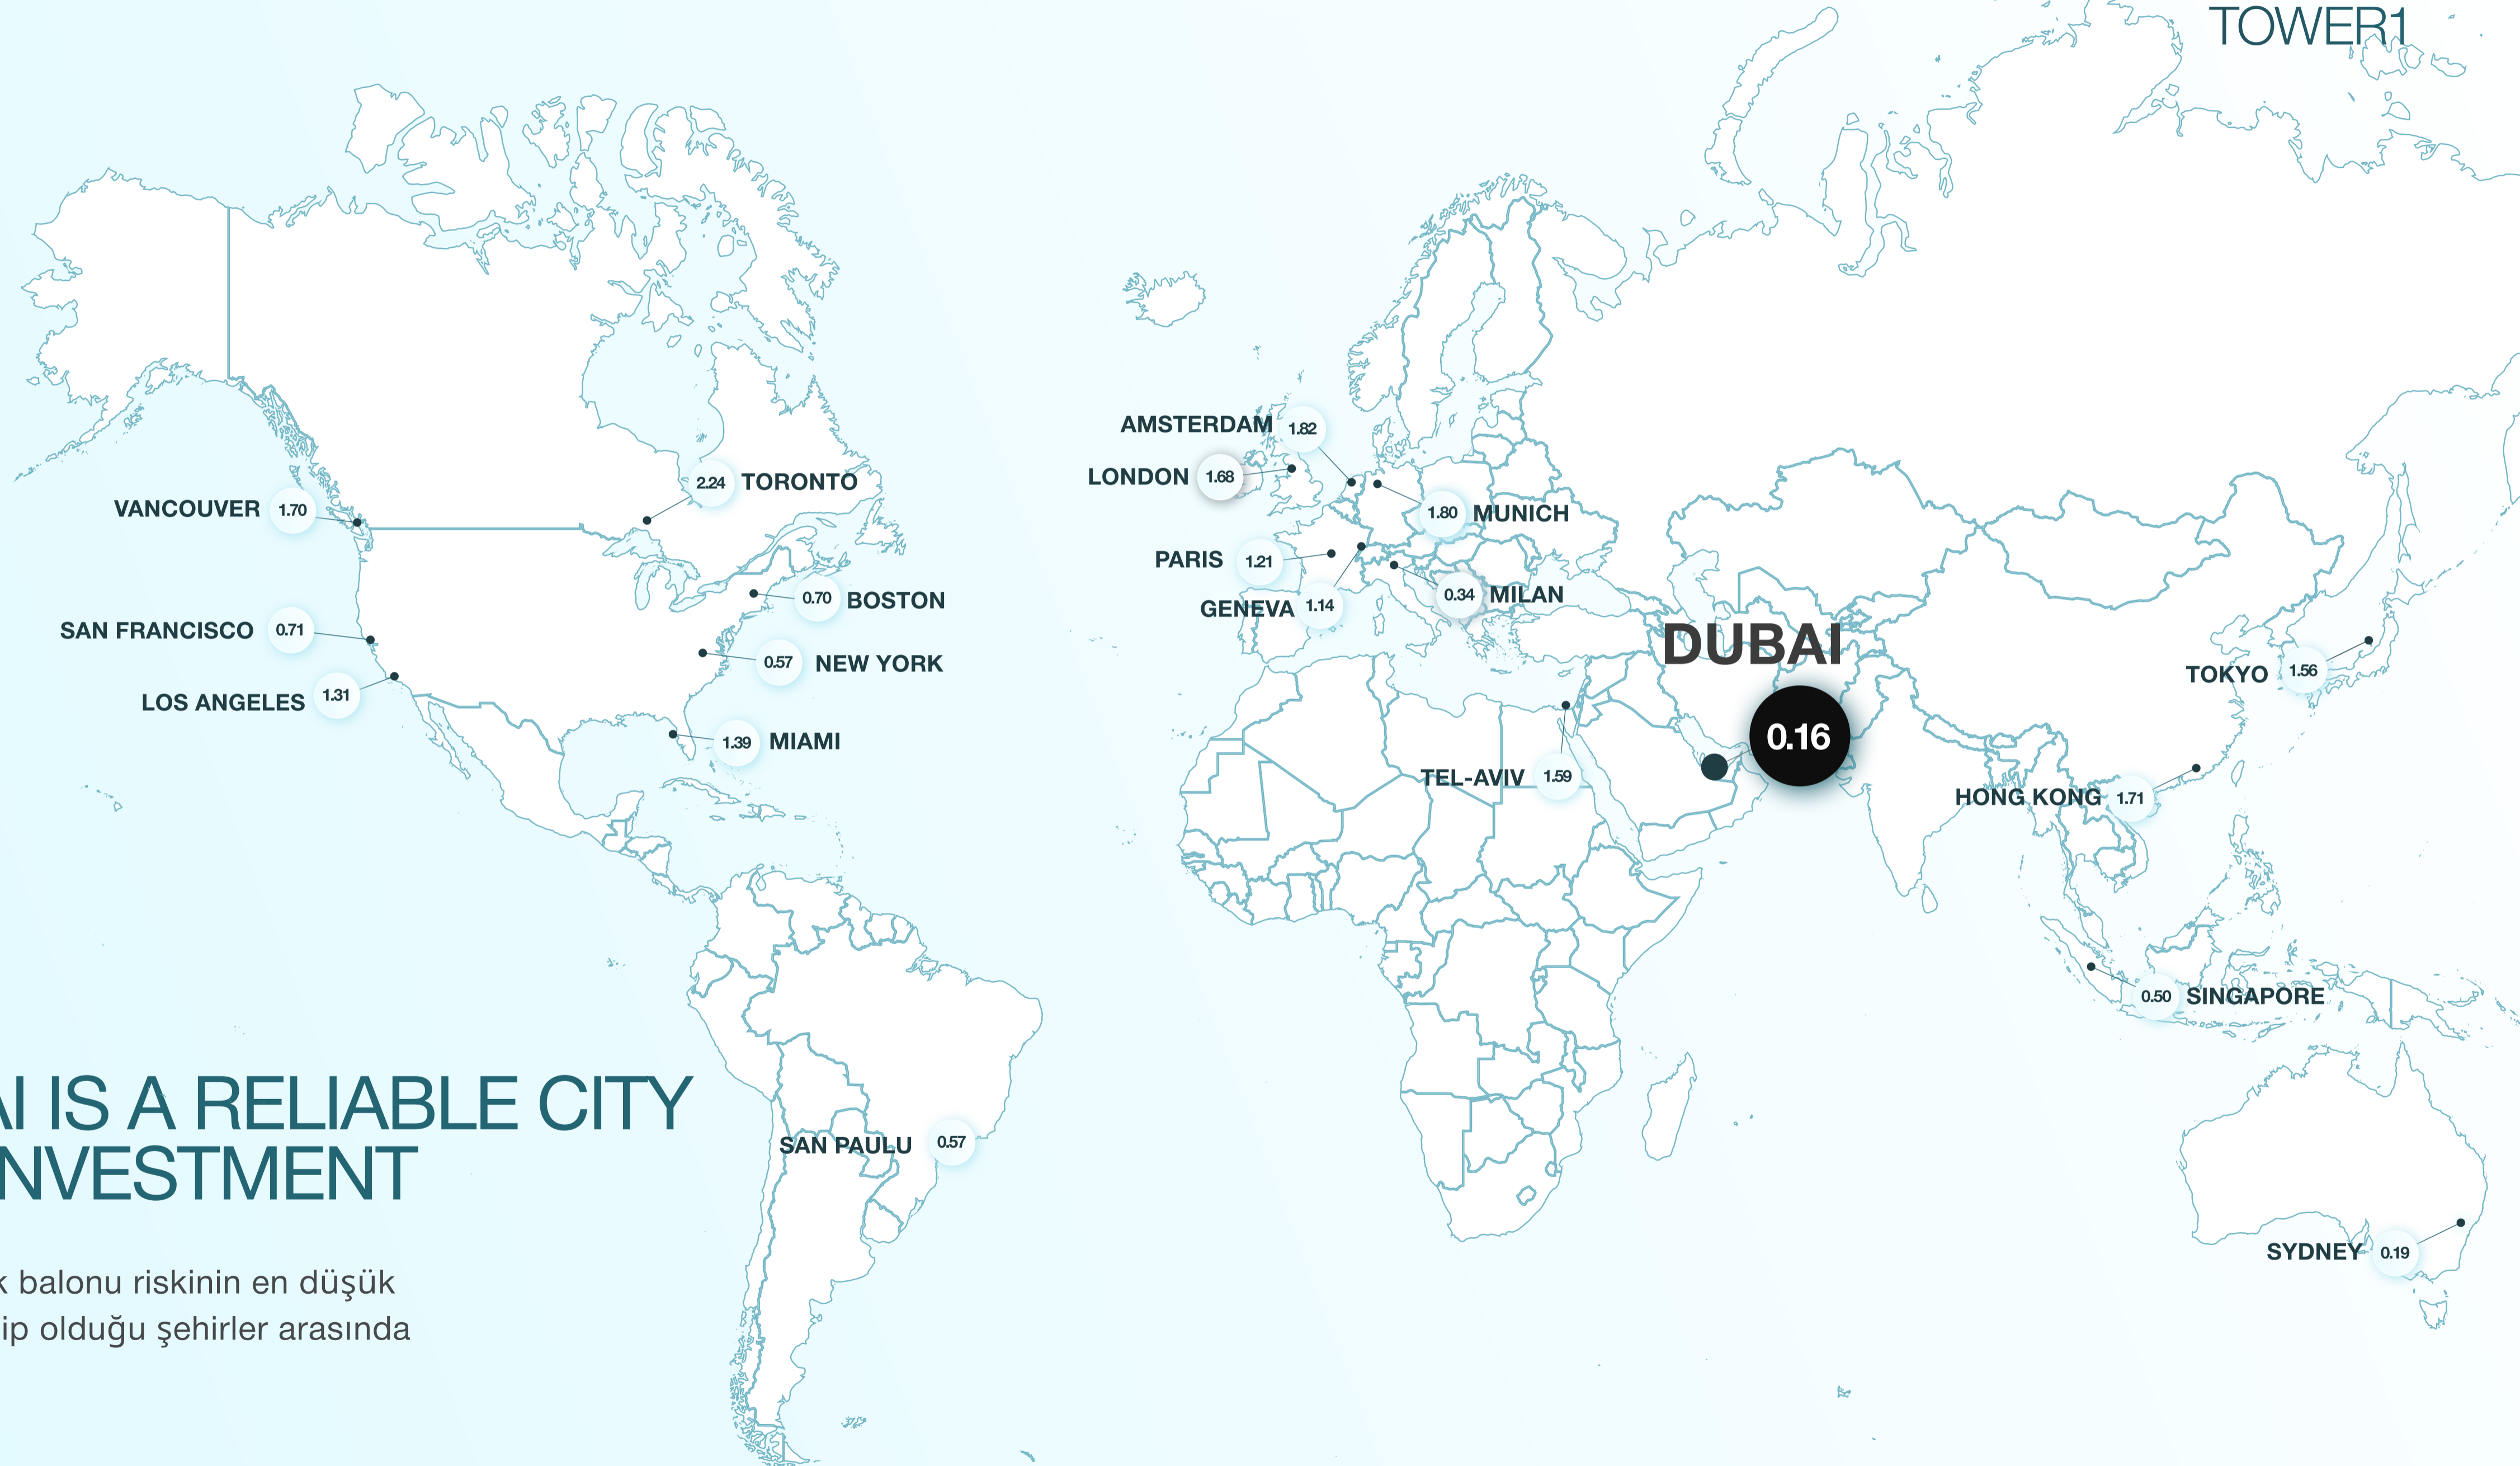 TOWER1
AMSTERDAM 1.82
LONDON 1.68
2.24 TORONTO
VANCOUVER 1.70
1.80 MUNICH
PARIS 1.21
0.34 MILAN
GENEVA 1.14
0.70 BOSTON
SAN FRANCISCO 0.71
0.57 NEW YORK
LOS ANGELES 1.31
1.39 MIAMI
DUBAI
0.16
TOKYO 1.56
TEL-AVIV 1.59
HONG KONG 1.71
0.50 SINGAPORE
SAN PAULU 0.57
SYDNEY 0.19
AI IS A RELIABLE CITY
NVESTMENT
k balonu riskinin en düşük
ip olduğu şehirler arasında